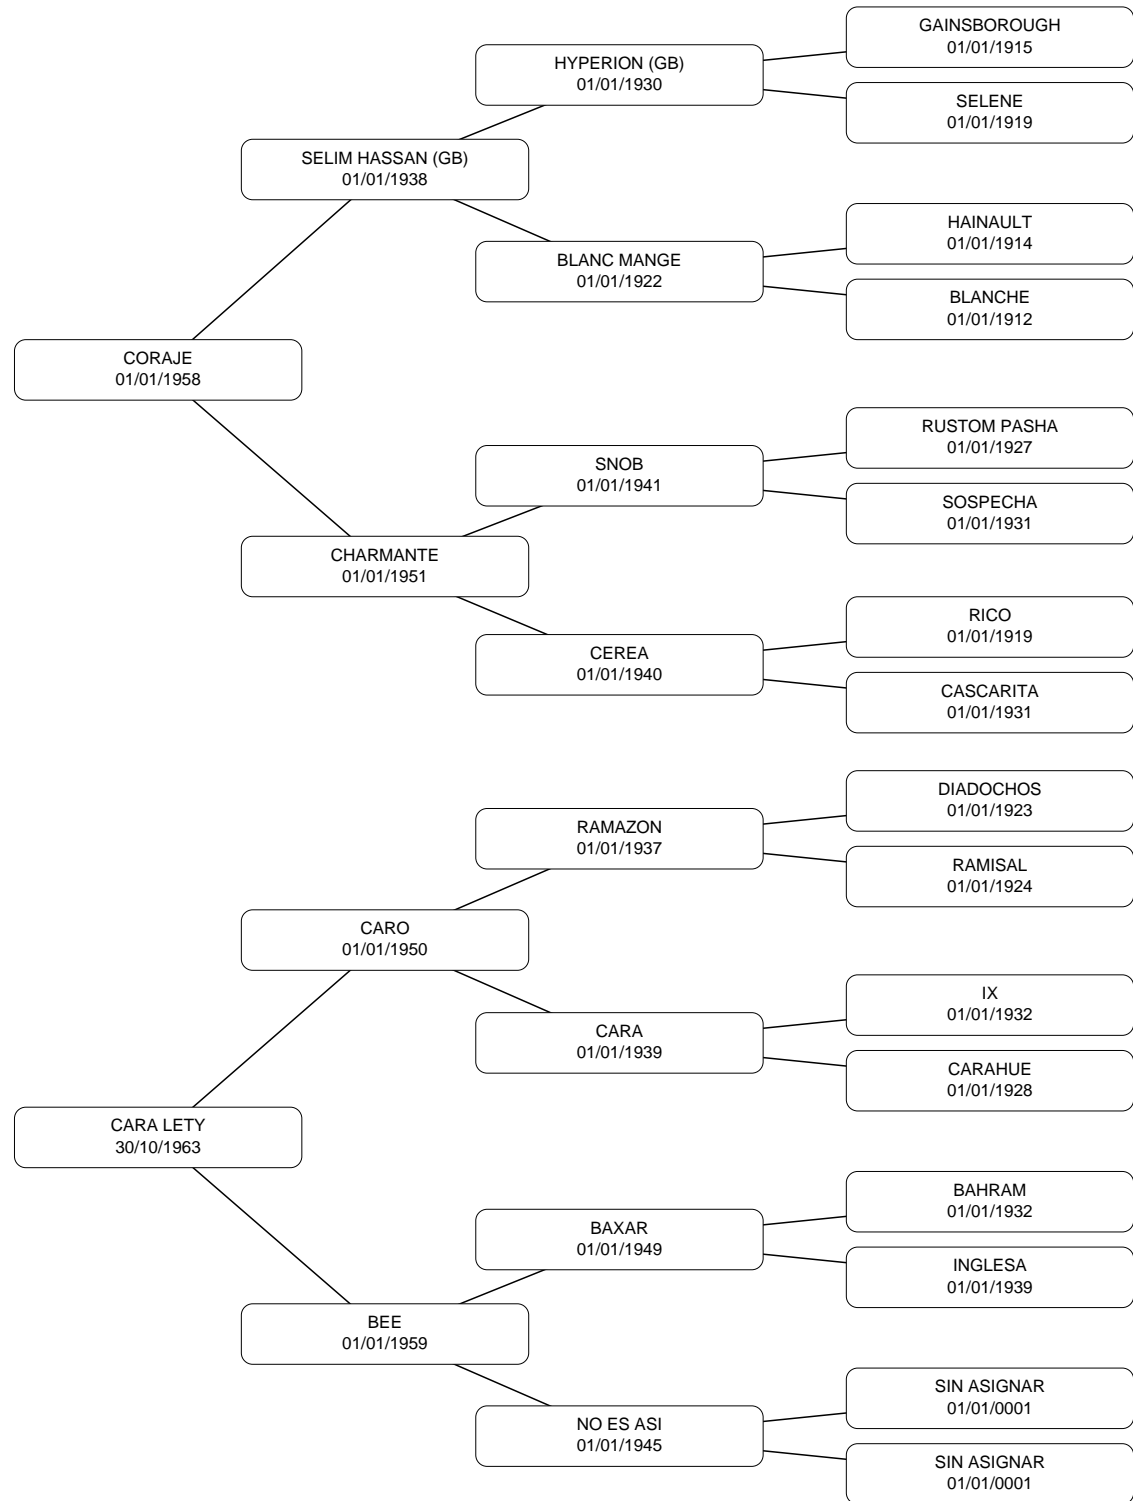 GAINSBOROUGH
01/01/1915
HYPERION (GB)
01/01/1930
SELENE
01/01/1919
SELIM HASSAN (GB)
01/01/1938
HAINAULT
01/01/1914
BLANC MANGE
01/01/1922
BLANCHE
01/01/1912
CORAJE
01/01/1958
RUSTOM PASHA
01/01/1927
SNOB
01/01/1941
SOSPECHA
01/01/1931
CHARMANTE
01/01/1951
RICO
01/01/1919
CEREA
01/01/1940
CASCARITA
01/01/1931
DIADOCHOS
01/01/1923
RAMAZON
01/01/1937
RAMISAL
01/01/1924
CARO
01/01/1950
IX
01/01/1932
CARA
01/01/1939
CARAHUE
01/01/1928
CARA LETY
30/10/1963
BAHRAM
01/01/1932
BAXAR
01/01/1949
INGLESA
01/01/1939
BEE
01/01/1959
SIN ASIGNAR
01/01/0001
NO ES ASI
01/01/1945
SIN ASIGNAR
01/01/0001